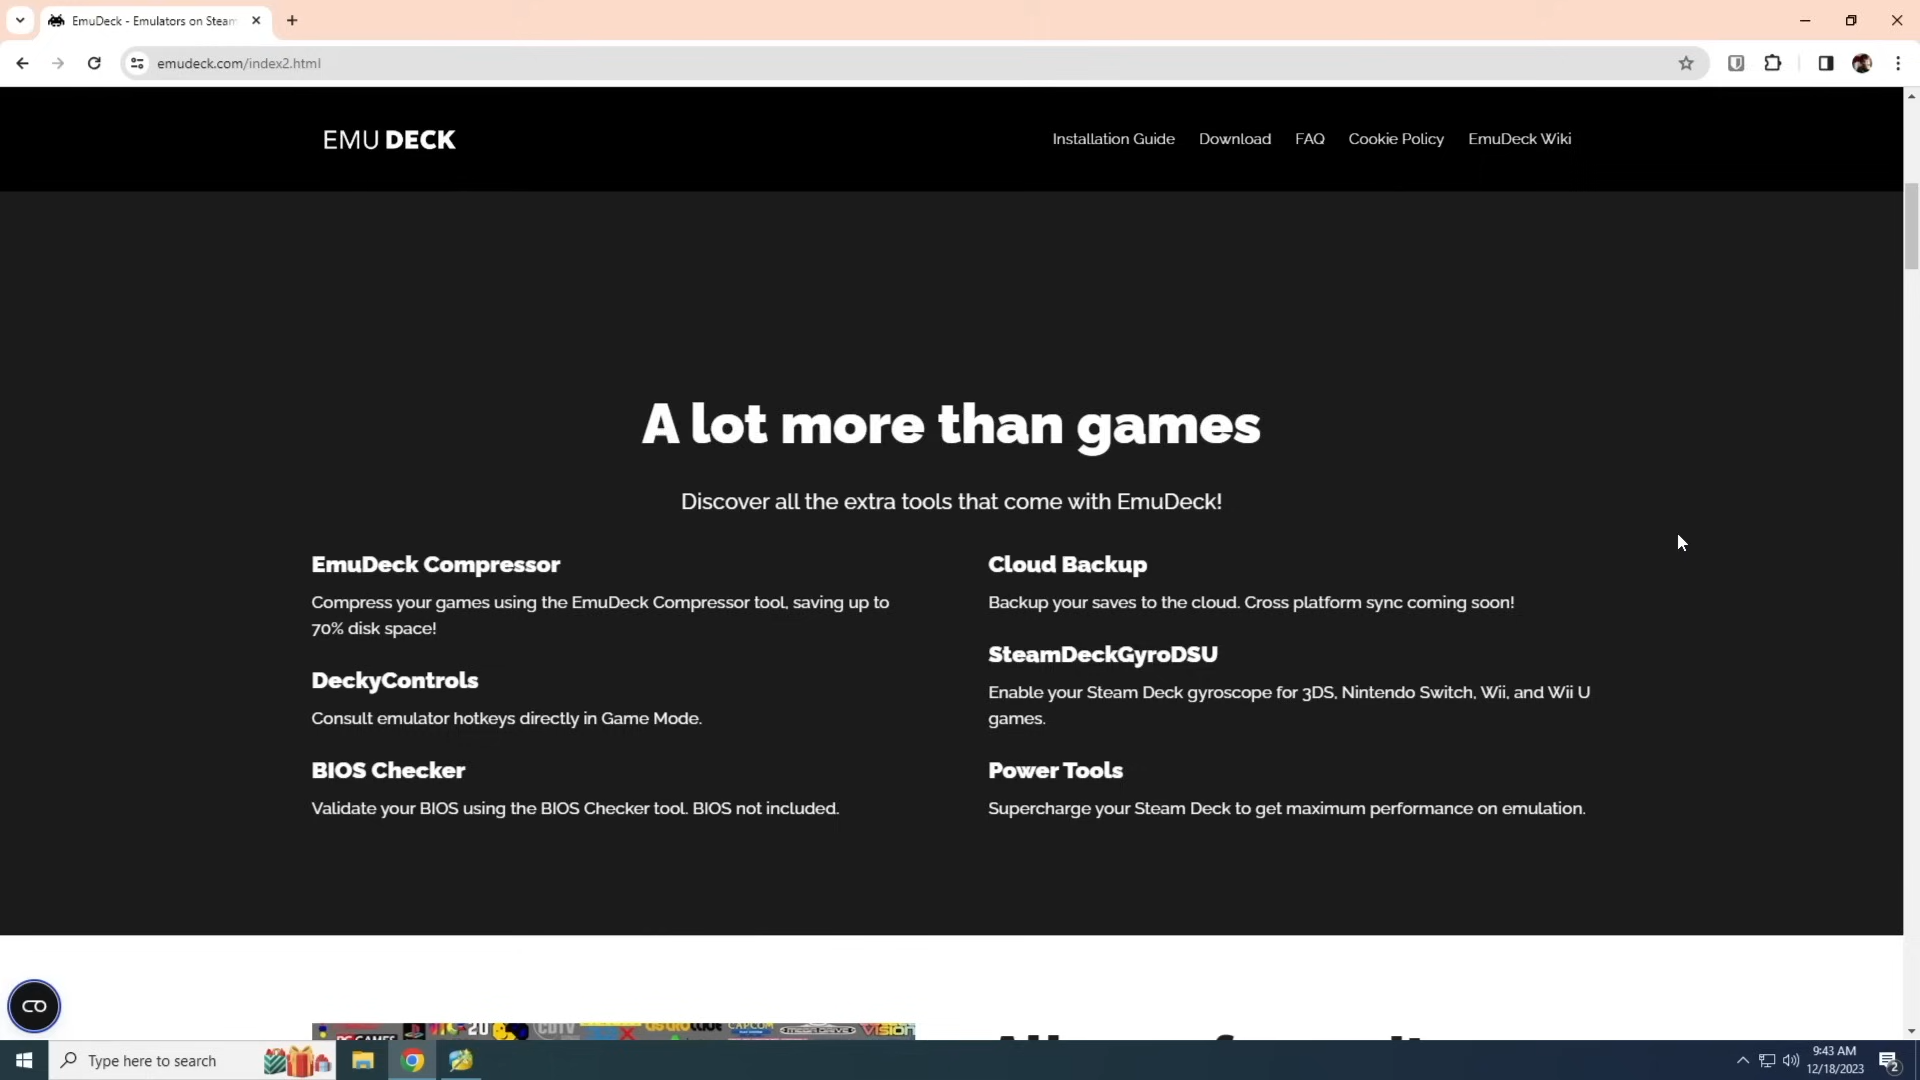 EmuDeck - Emulators on Steam
emudeck.com/index2.html
EMU DECK
Installation Guide
Download
FAQ
Cookie Policy
EmuDeck Wiki
A lot more than games
Discover all the extra tools that come with EmuDeck!
EmuDeck Compressor
Compress your games using the EmuDeck Compressor tool, saving up to
70% disk space!
DeckyControls
Consult emulator hotkeys directly in Game Mode.
BIOS Checker
Validate your BIOS using the BIOS Checker tool. BIOS not included.
Cloud Backup
Backup your saves to the cloud. Cross platform sync coming soon!
SteamDeckGyroDSU
Enable your Steam Deck gyroscope for 3DS, Nintendo Switch, Wii, and Wii U
games.
Power Tools
Supercharge your Steam Deck to get maximum performance on emulation.
PC GAMES
CDTV
CAPCOM
Type here to search
9:43 AM
12/18/2023
2